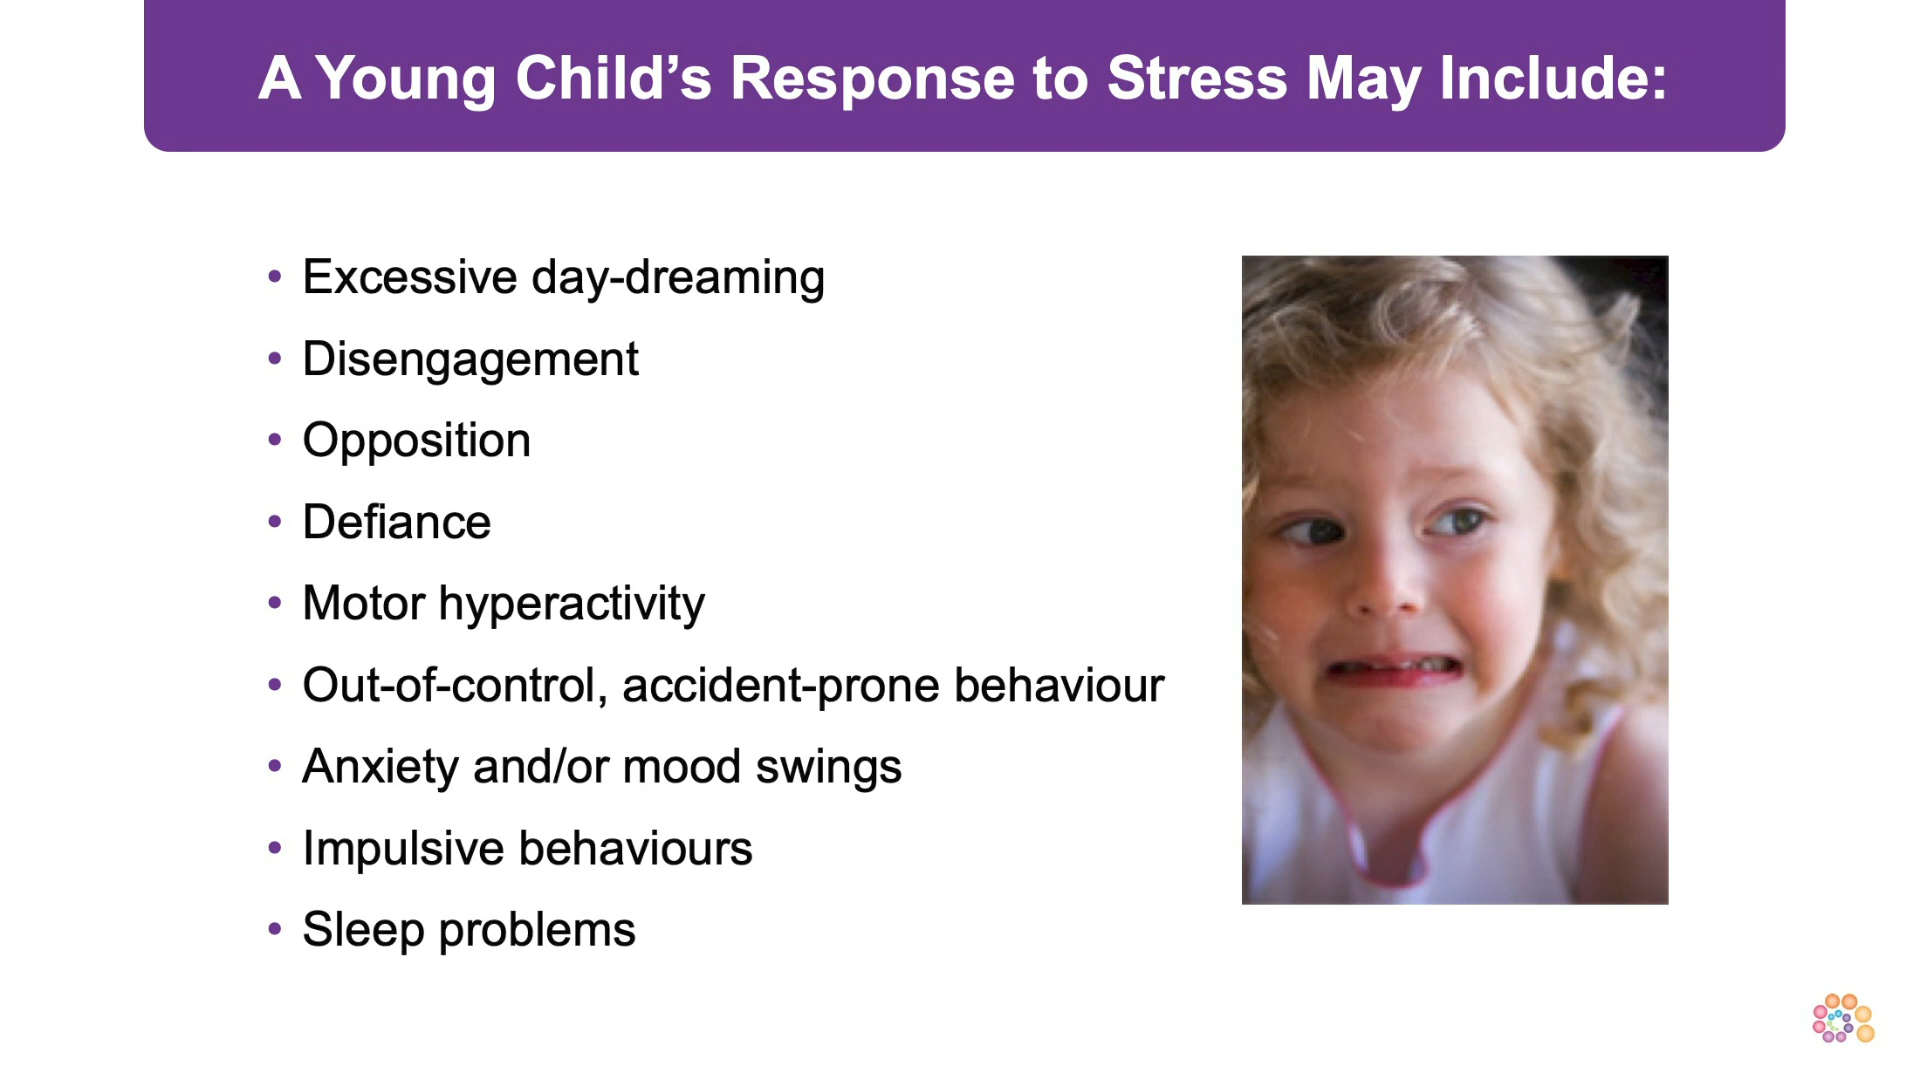 A Young Child’s Response to Stress May Include:
• Excessive day-dreaming
• Disengagement
• Opposition
• Defiance
• Motor hyperactivity
• Out-of-control, accident-prone behaviour
• Anxiety and/or mood swings
• Impulsive behaviours
• Sleep problems